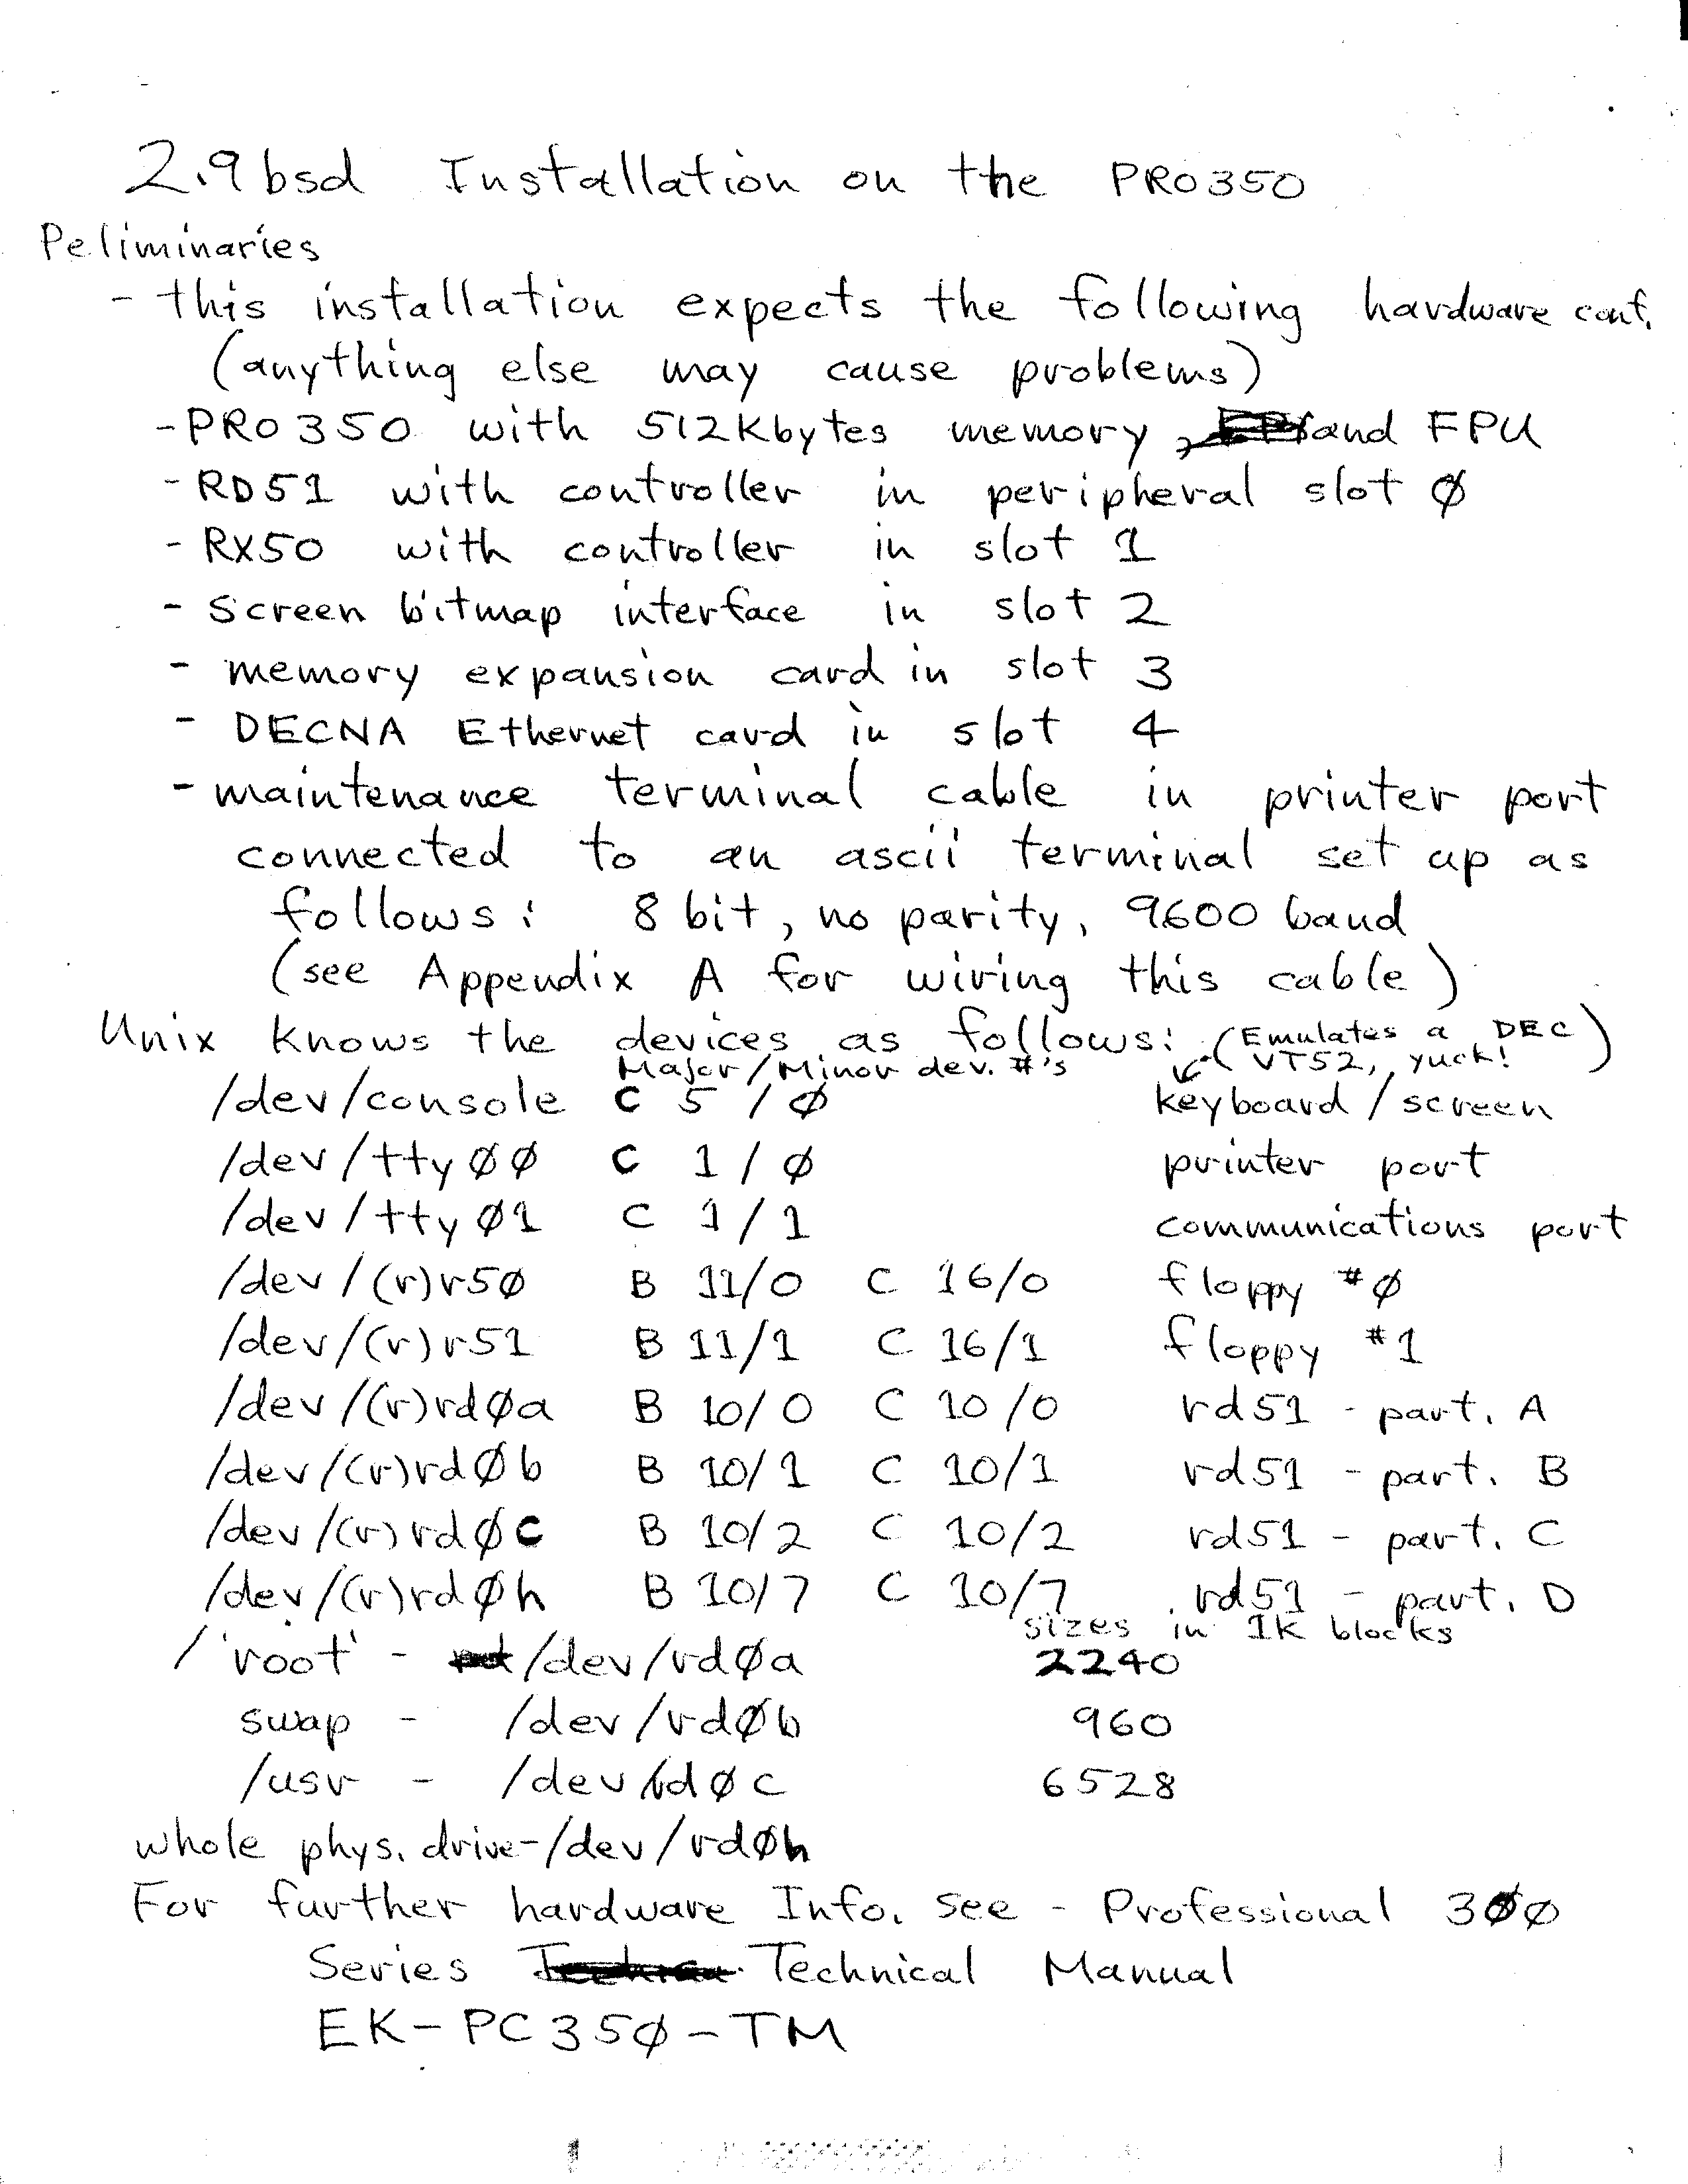 2.9bsd Installation on the PRO350
Peliminaries
- this installation expects the following hardware conf.
(anything else may cause problems)
- PRO350 with 512Kbytes memory, and FPU
- RD51 with controller in peripheral slot Ø
- RX50 with controller in slot 1
- Screen bitmap interface in slot 2
- memory expansion card in slot 3
- DECNA Ethernet card in slot 4
- maintenance terminal cable in printer port
connected to an ascii terminal set up as
follows: 8 bit, no parity, 9600 baud
(see Appendix A for wiring this cable)
Unix knows the devices as follows: (Emulates a DEC
Major/Minor dev. #'s VT52, yuck!)
/dev/console C 5/Ø keyboard/screen
/dev/ttyØØ C 1/Ø printer port
/dev/ttyØ1 C 1/1 communications port
/dev/(r)r5Ø B 11/0 C 16/0 floppy #Ø
/dev/(r)r51 B 11/1 C 16/1 floppy #1
/dev/(r)rdØa B 10/0 C 10/0 rd51 - part. A
/dev/(r)rdØb B 10/1 C 10/1 rd51 - part. B
/dev/(r)rdØc B 10/2 C 10/2 rd51 - part. C
/dev/(r)rdØh B 10/7 C 10/7 rd51 - part. D
sizes in 1K blocks
/ 'root' - /dev/rdØa 2240
swap - /dev/rdØb 960
/usr - /dev/rdØc 6528
whole phys. drive - /dev/rdØh
For further hardware Info. see - Professional 3ØØ
Series Technical Manual
EK-PC35Ø-TM